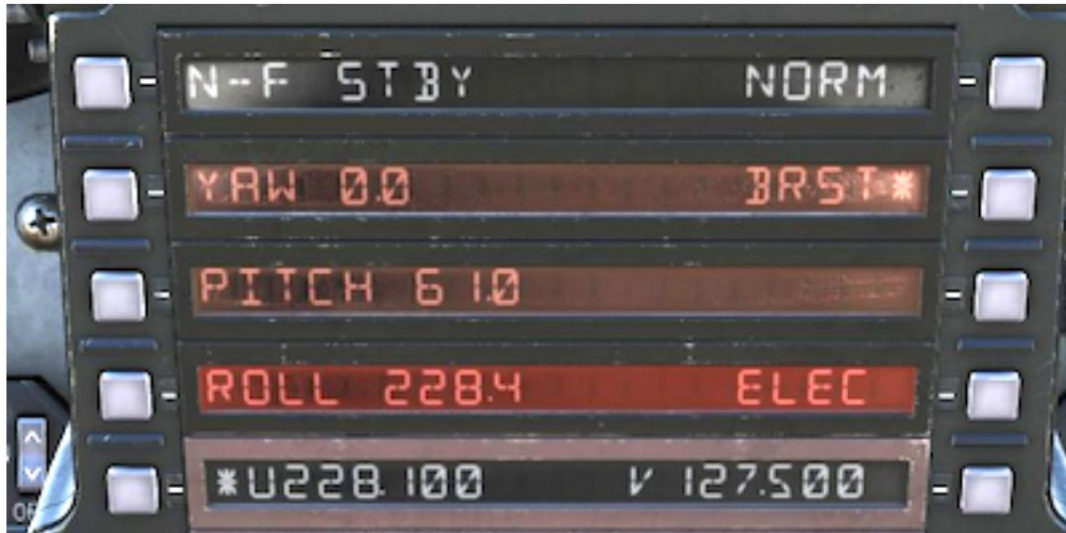 N--F STBY NORM
YAW 0.0 BRST*
PITCH 61.0
ROLL 228.4 ELEC
*U228.100 V 127.500